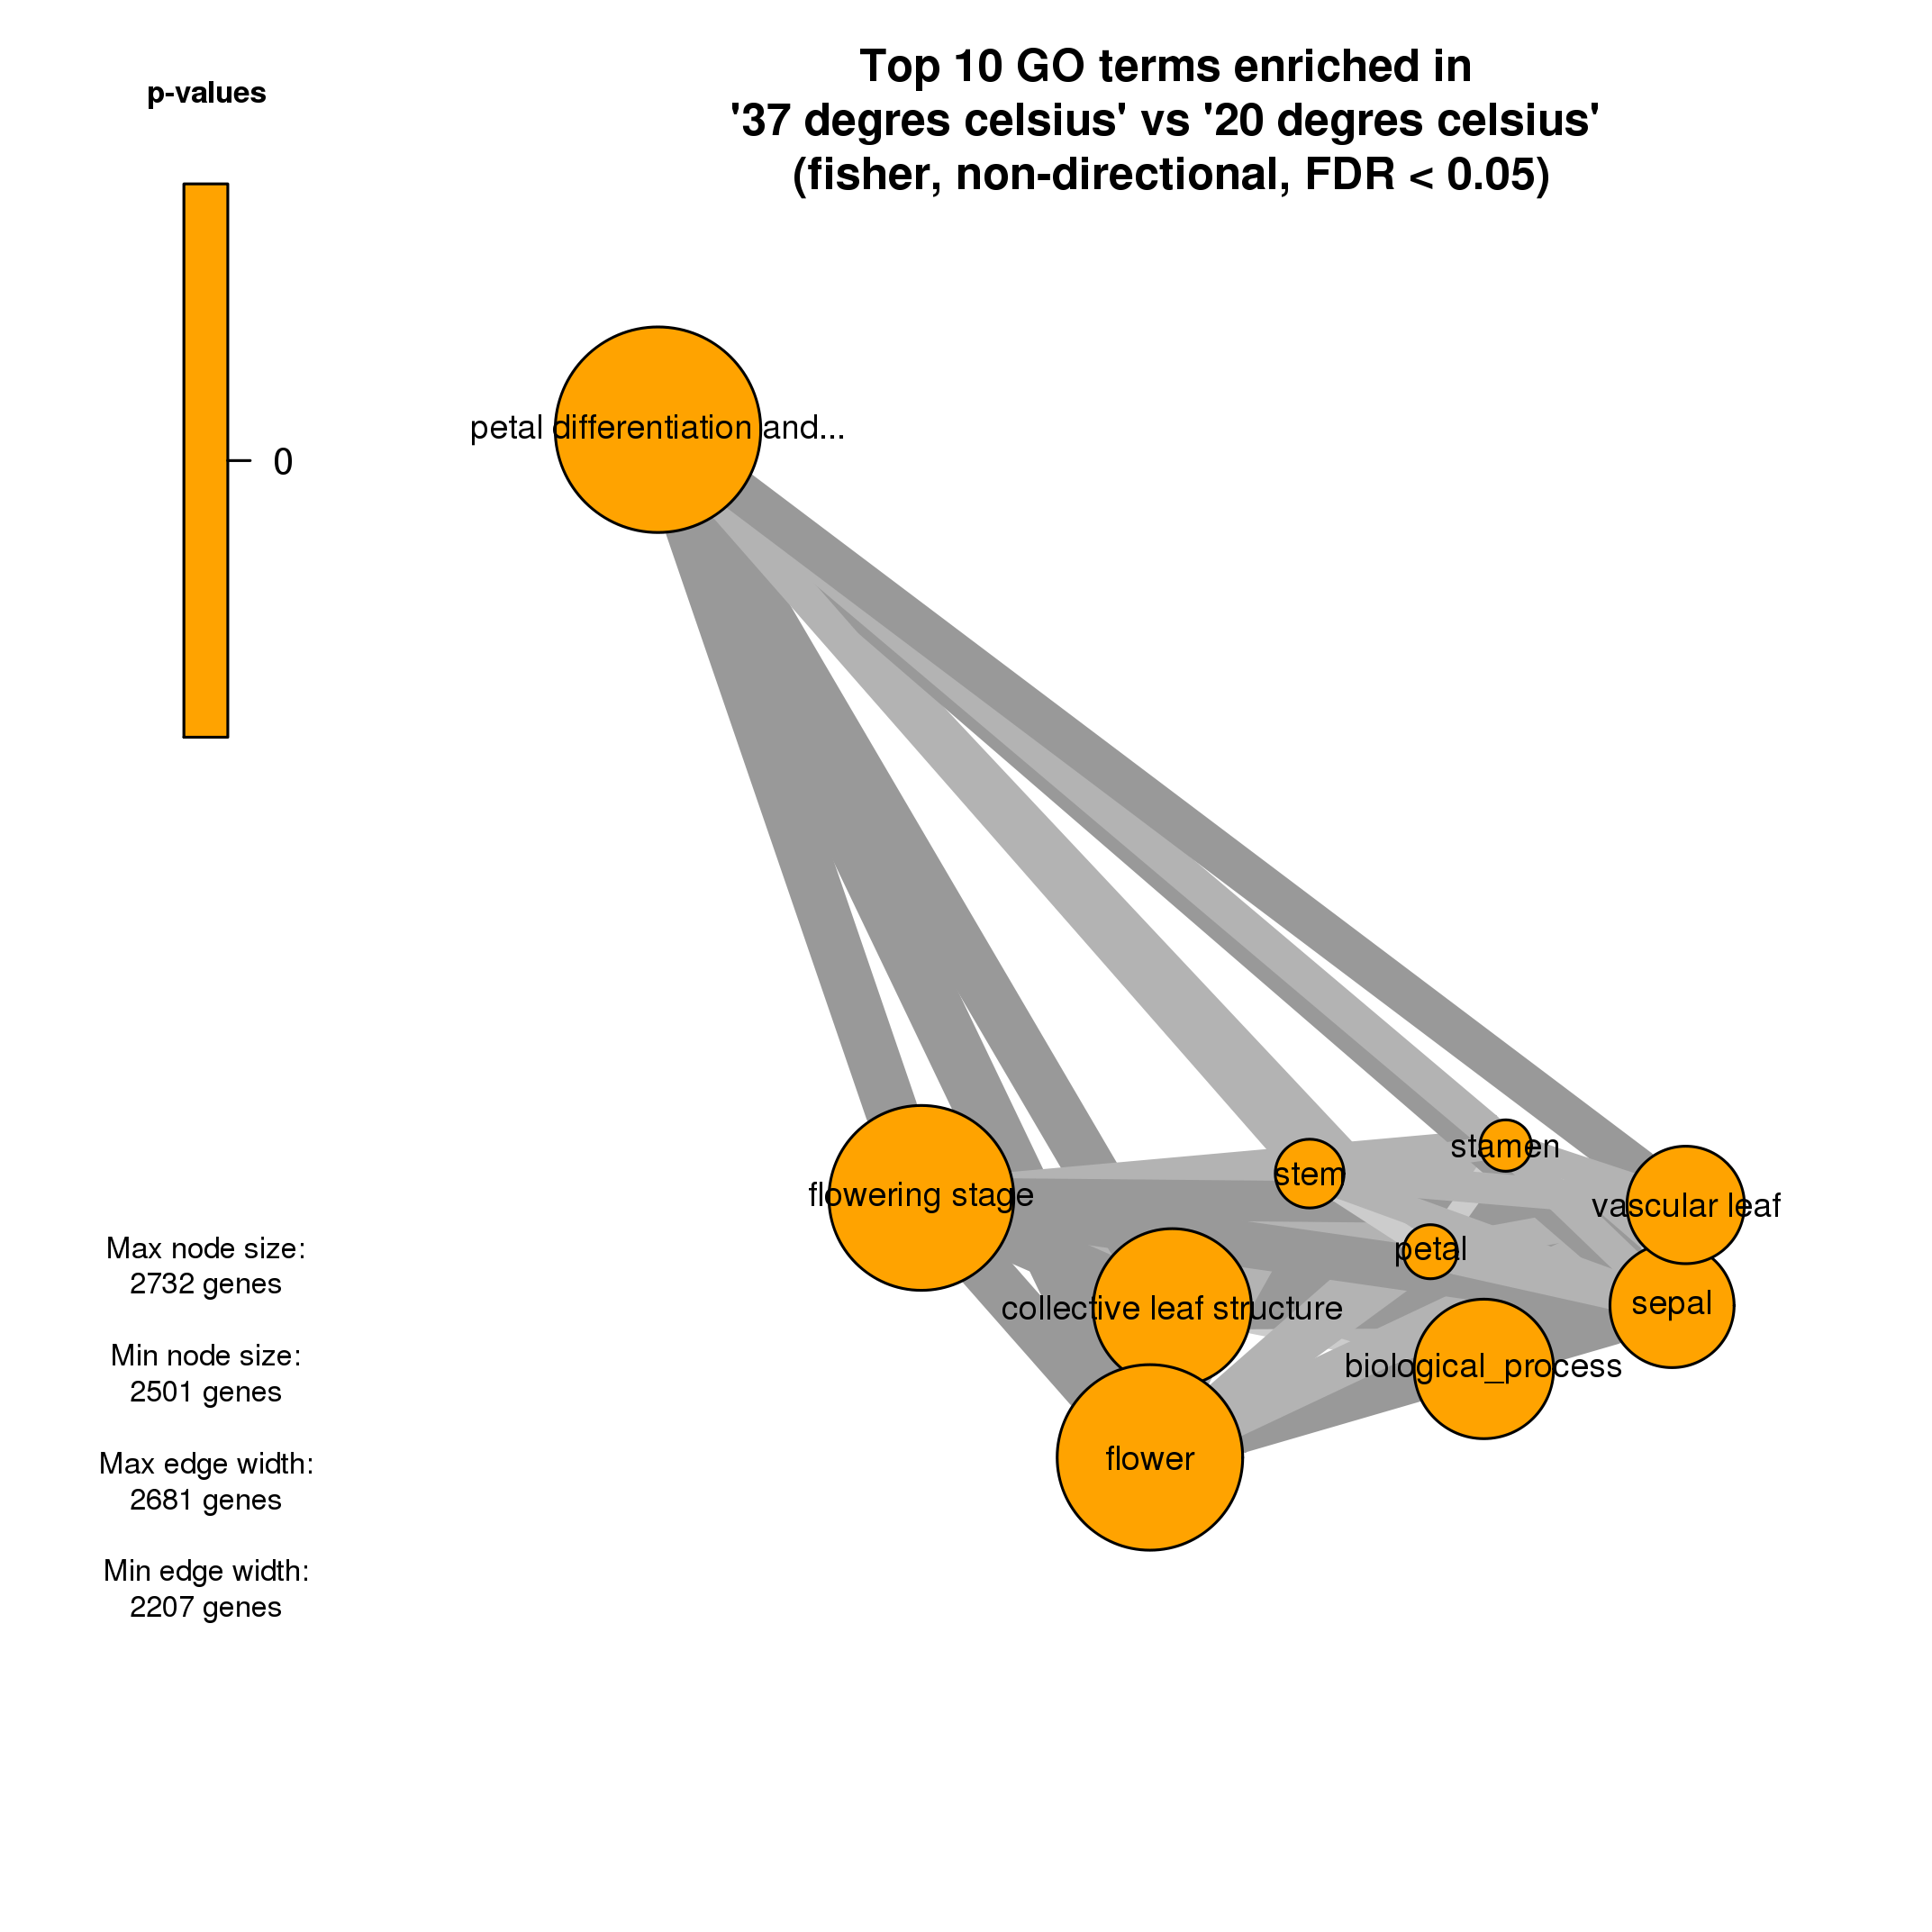 Top 10 GO terms enriched in
'37 degres celsius' vs '20 degres celsius'
(fisher, non-directional, FDR < 0.05)
p-values
0
petal differentiation and...
flowering stage
stem
stamen
vascular leaf
petal
collective leaf structure
sepal
biological_process
flower
Max node size:
2732 genes
Min node size:
2501 genes
Max edge width:
2681 genes
Min edge width:
2207 genes